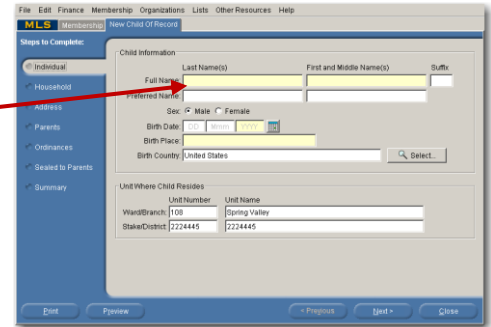 File Edit Finance Membership Organizations Lists Other Resources Help
MLS Membership New Child Of Record
Steps to Complete:
Individual
Household
Address
Parents
Ordinances
Sealed to Parents
Summary
Child Information
Last Name(s) First and Middle Name(s) Suffix
Full Name:
Preferred Name:
Sex: Male Female
Birth Date: DD Mmm YYYY
Birth Place:
Birth Country: United States Select...
Unit Where Child Resides
Unit Number Unit Name
Ward/Branch: 108 Spring Valley
Stake/District: 2224445 2224445
Print Preview < Previous Next > Close